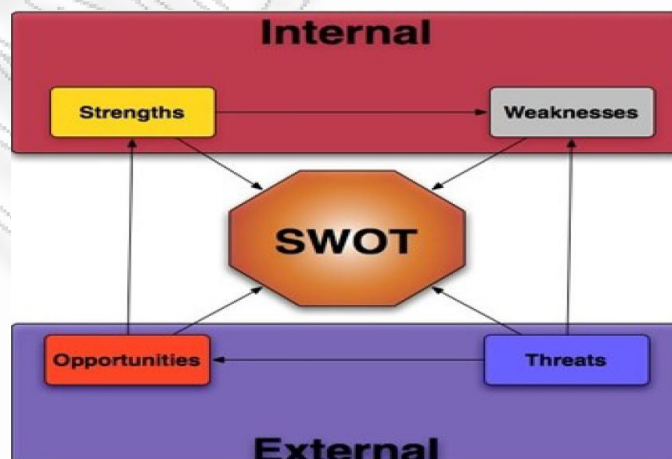 Internal
Strengths
Weaknesses
SWOT
Opportunities
Threats
External